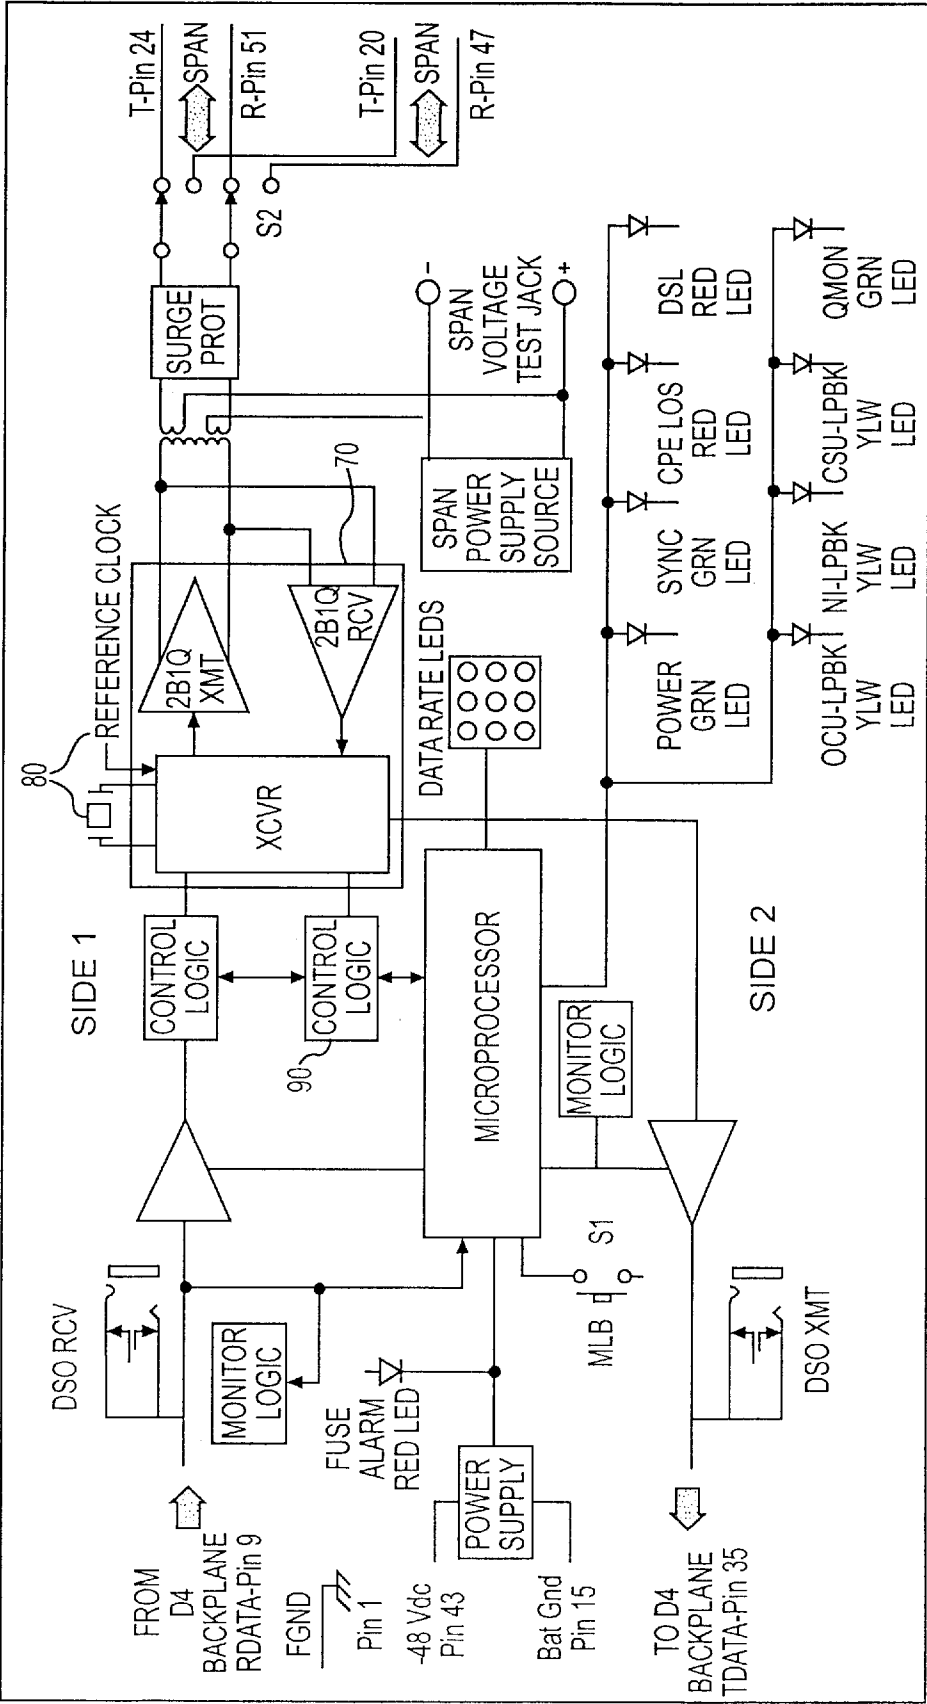 SIDE 1
SIDE 2
FROM
D4
BACKPLANE
RDATA-Pin 9
FGND
Pin 1
-48 Vdc
Pin 43
Bat Gnd
Pin 15
TO D4
BACKPLANE
TDATA-Pin 35
DSO RCV
MONITOR
LOGIC
FUSE
ALARM
RED LED
POWER
SUPPLY
MLB
S1
DSO XMT
CONTROL
LOGIC
CONTROL
LOGIC
90
MICROPROCESSOR
MONITOR
LOGIC
80
REFERENCE CLOCK
XCVR
2B1Q
XMT
2B1Q
RCV
70
DATA RATE LEDS
SURGE
PROT
S2
T-Pin 24
SPAN
R-Pin 51
T-Pin 20
SPAN
R-Pin 47
SPAN
POWER
SUPPLY
SOURCE
-
SPAN
VOLTAGE
TEST JACK
+
POWER
GRN
LED
SYNC
GRN
LED
CPE LOS
RED
LED
DSL
RED
LED
OCU-LPBK
YLW
LED
NI-LPBK
YLW
LED
CSU-LPBK
YLW
LED
QMON
GRN
LED